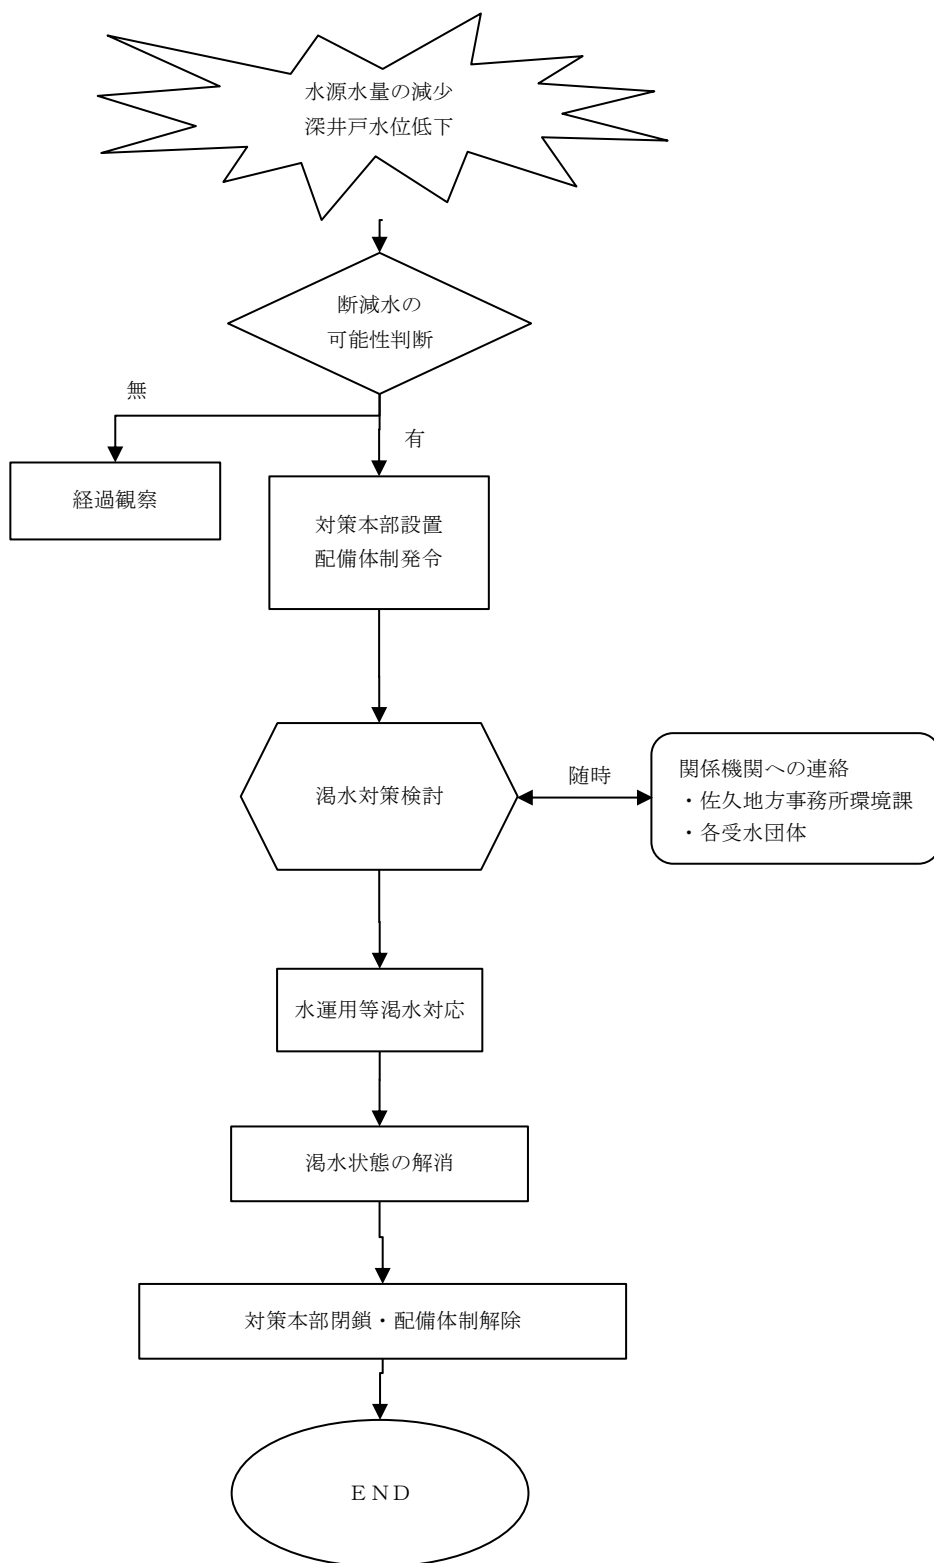 水源水量の減少
深井戸水位低下
断減水の
可能性判断
無
有
経過観察
対策本部設置
配備体制発令
渇水対策検討
随時
関係機関への連絡
・佐久地方事務所環境課
・各受水団体
水運用等渇水対応
渇水状態の解消
対策本部閉鎖・配備体制解除
ＥＮＤ